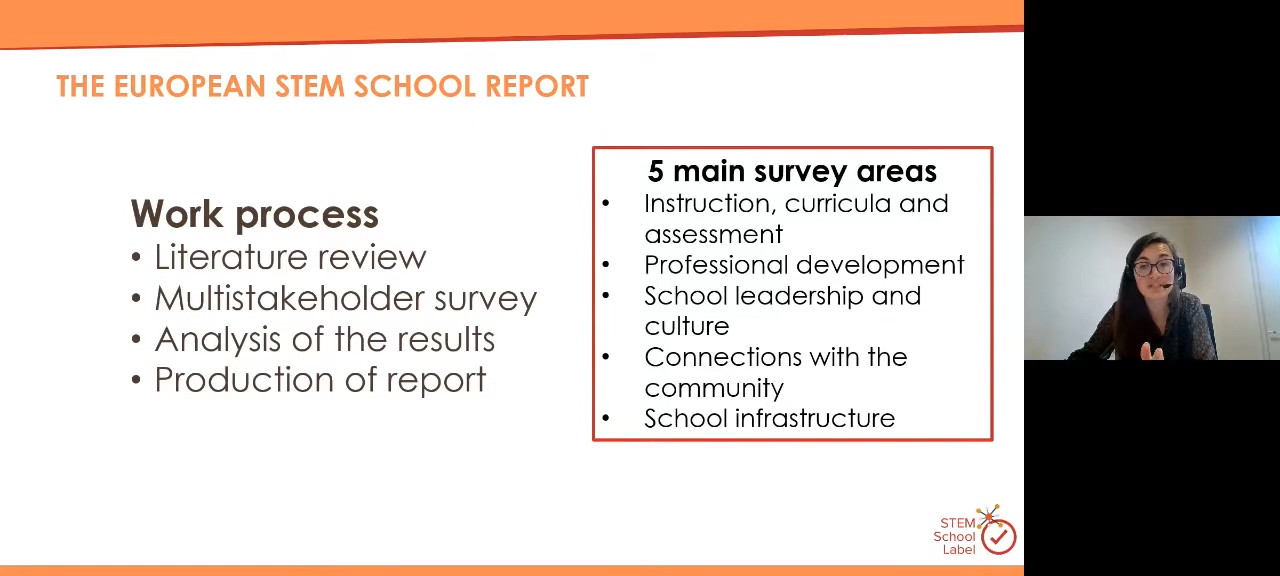 THE EUROPEAN STEM SCHOOL REPORT
Work process
• Literature review
• Multistakeholder survey
• Analysis of the results
• Production of report
5 main survey areas
• Instruction, curricula and
assessment
• Professional development
• School leadership and
culture
• Connections with the
community
• School infrastructure
STEM
School
Label